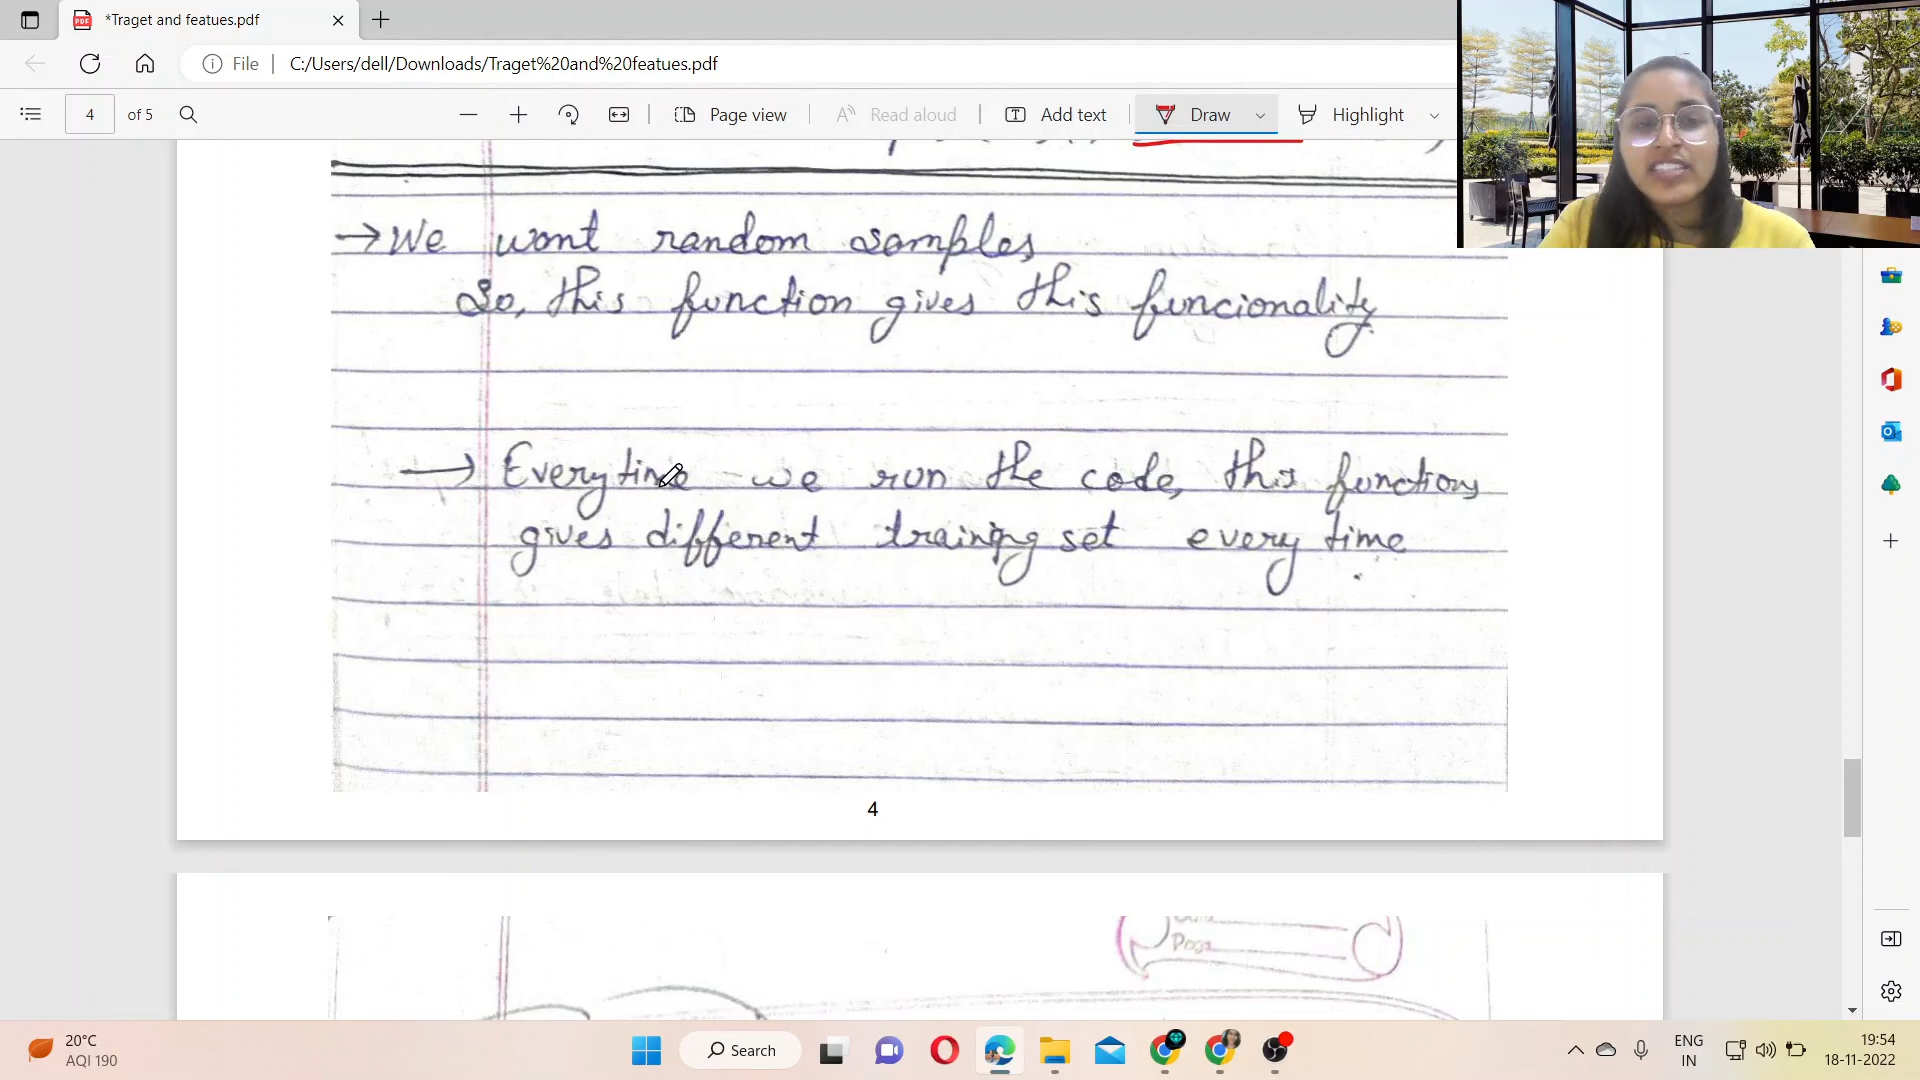 *Traget and featues.pdf
File
C:/Users/dell/Downloads/Traget%20and%20featues.pdf
4 of 5
Page view
Read aloud
Add text
Draw
Highlight
→ We want random samples
So, this function gives this funcionality
→ Everytime we run the code, this function
gives different training set every time
4
Page
20°C
AQI 190
Search
ENG
IN
19:54
18-11-2022